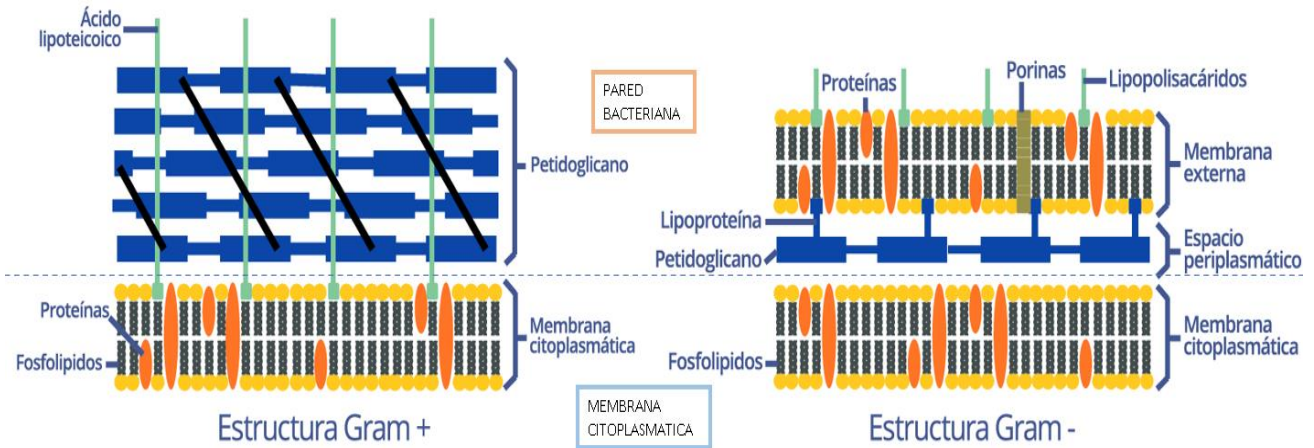 Ácido
lipoteicoico
Petidoglicano
Proteínas
Fosfolipidos
Membrana
citoplasmática
Estructura Gram +
PARED
BACTERIANA
MEMBRANA
CITOPLASMATICA
Proteínas
Porinas
Lipopolisacáridos
Membrana
externa
Lipoproteína
Petidoglicano
Espacio
periplasmático
Fosfolipidos
Membrana
citoplasmática
Estructura Gram -